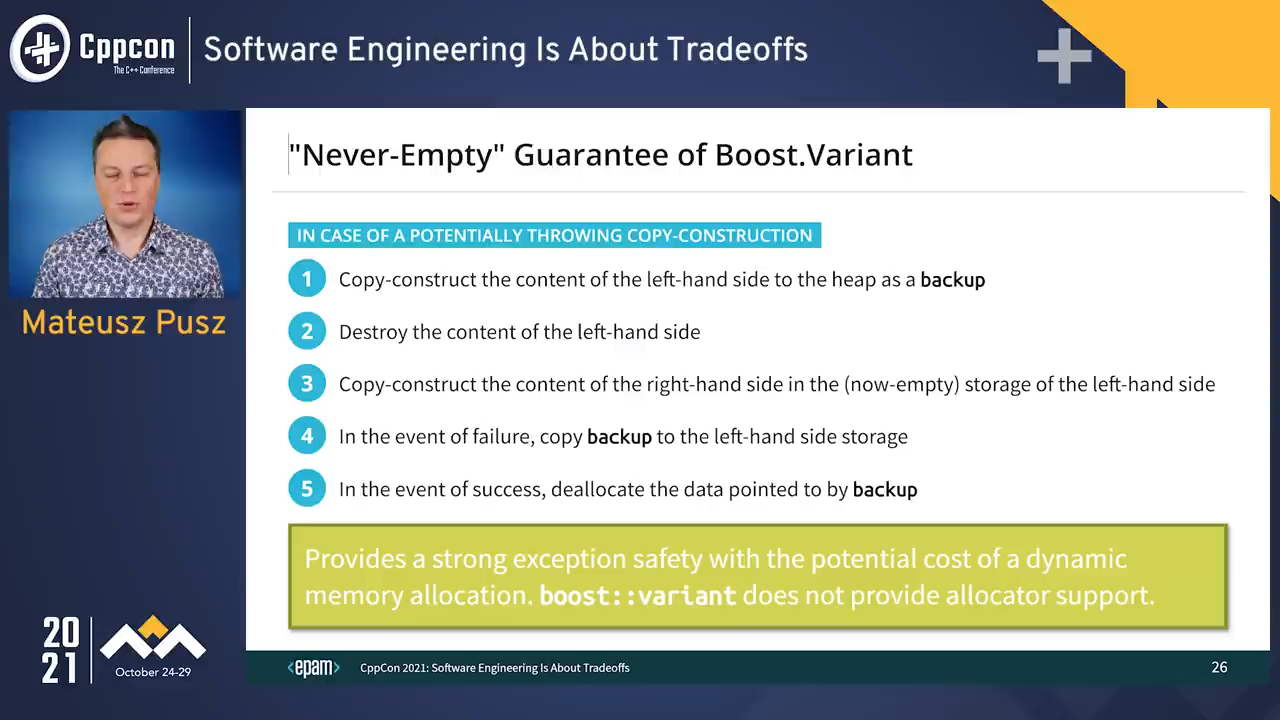 Cppcon
The C++ Conference
Software Engineering Is About Tradeoffs
Mateusz Pusz
"Never-Empty" Guarantee of Boost.Variant
IN CASE OF A POTENTIALLY THROWING COPY-CONSTRUCTION
1 Copy-construct the content of the left-hand side to the heap as a backup
2 Destroy the content of the left-hand side
3 Copy-construct the content of the right-hand side in the (now-empty) storage of the left-hand side
4 In the event of failure, copy backup to the left-hand side storage
5 In the event of success, deallocate the data pointed to by backup
Provides a strong exception safety with the potential cost of a dynamic
memory allocation. boost::variant does not provide allocator support.
20
21
October 24-29
<epam>
CppCon 2021: Software Engineering Is About Tradeoffs
26